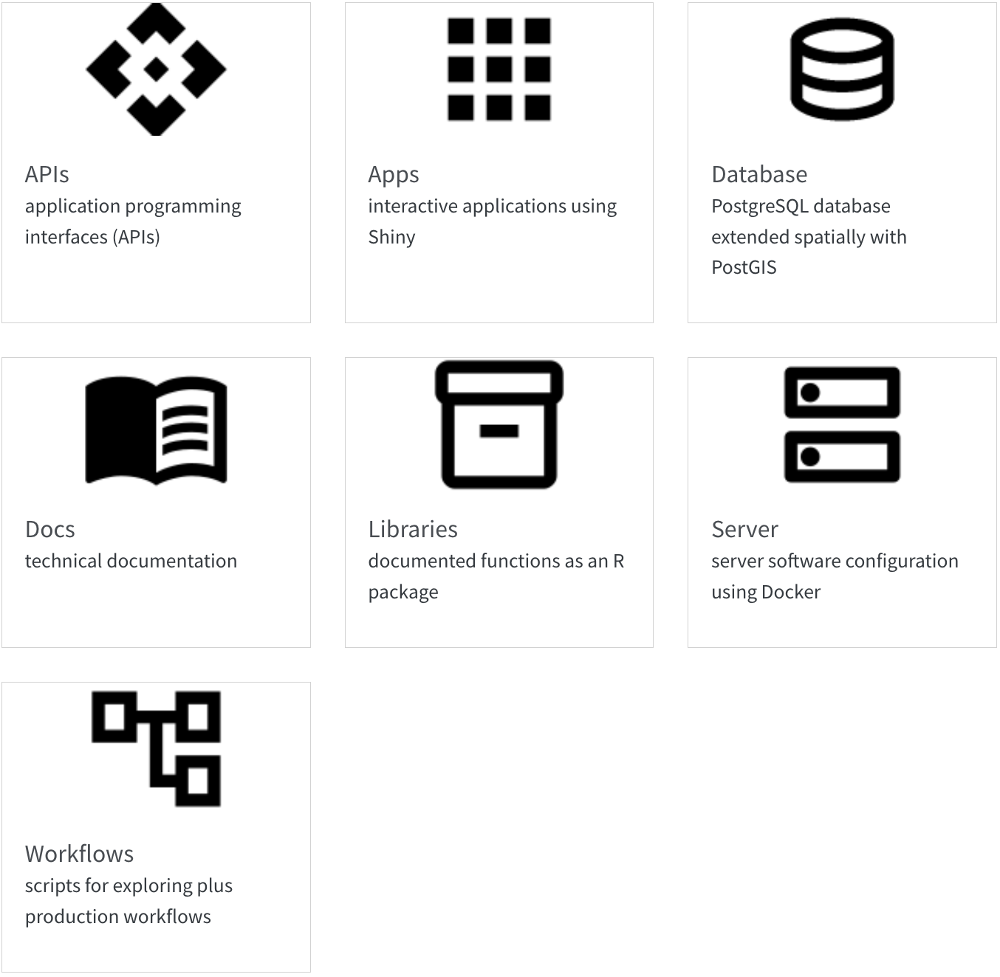 APIs
application programming
interfaces (APIs)
Apps
interactive applications using
Shiny
Database
PostgreSQL database
extended spatially with
PostGIS
Docs
technical documentation
Libraries
documented functions as an R
package
Server
server software configuration
using Docker
Workflows
scripts for exploring plus
production workflows